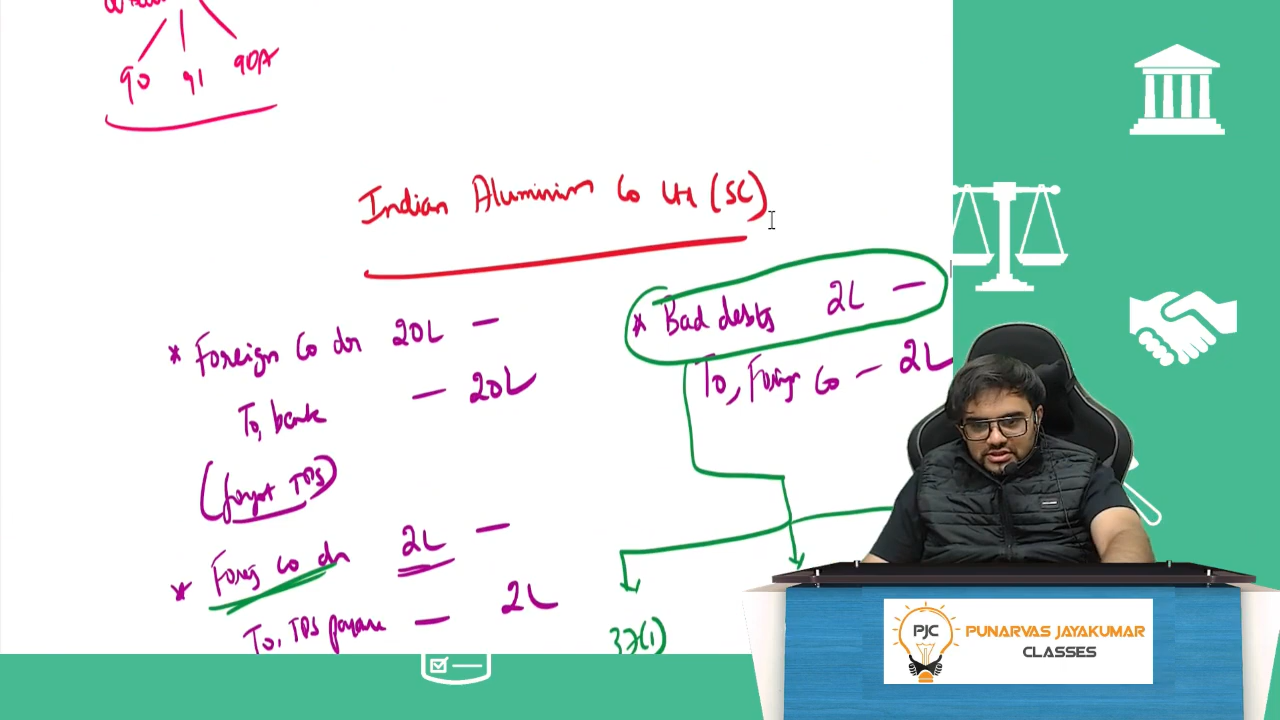 90 91 90A
Indian Aluminium Co Ltd (SC)
* Foreign Co dr 20L —
To, bank — 20L
(forgot TDS)
* Foreig Co dr 2L —
To, TDS payable — 2L
* Bad debts 2L —
To, Foreign Co — 2L
37(1)
PJC
PUNARVAS JAYAKUMAR
CLASSES